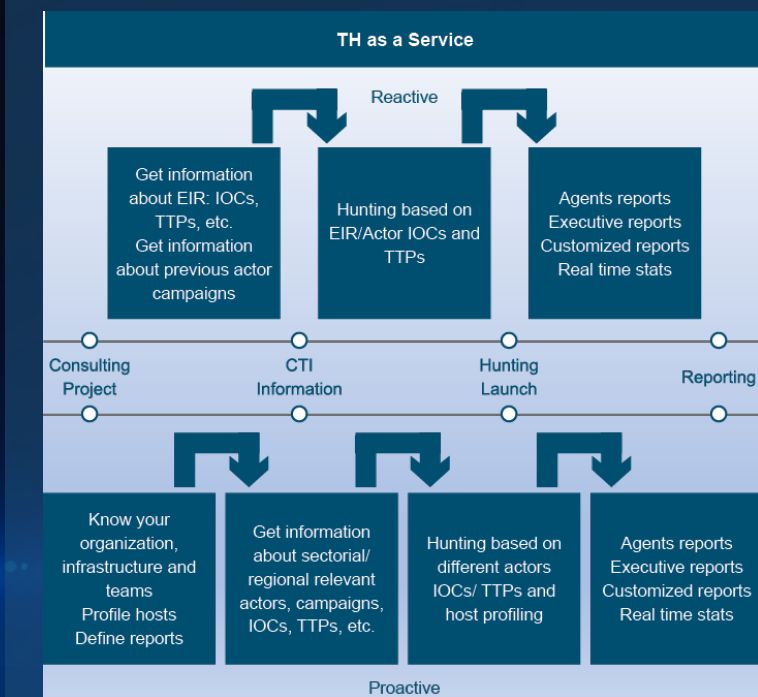 TH as a Service
Reactive
Get information
about EIR: IOCs,
TTPs, etc.
Get information
about previous actor
campaigns
Hunting based on
EIR/Actor IOCs and
TTPs
Agents reports
Executive reports
Customized reports
Real time stats
Consulting
Project
CTI
Information
Hunting
Launch
Reporting
Know your
organization,
infrastructure and
teams
Profile hosts
Define reports
Get information
about sectorial/
regional relevant
actors, campaigns,
IOCs, TTPs, etc.
Hunting based on
different actors
IOCs/ TTPs and
host profiling
Agents reports
Executive reports
Customized reports
Real time stats
Proactive